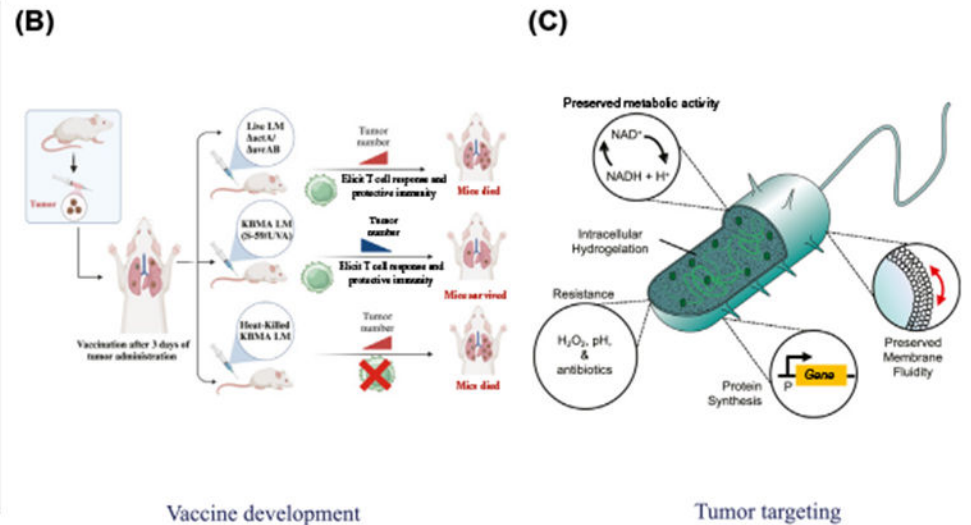 (B)
Tumor
Vaccination after 3 days of
tumor administration
Live LM
ΔactA/
ΔuvrAB
Tumor
number
Elicit T cell response and
protective immunity
Mice died
KBMA LM
(S-59/UVA)
Tumor
number
Elicit T cell response and
protective immunity
Mice survived
Heat-Killed
KBMA LM
Tumor
number
Mice died
Vaccine development
(C)
Preserved metabolic activity
NAD⁺
NADH + H⁺
Intracellular
Hydrogelation
Resistance
H₂O₂, pH,
&
antibiotics
Protein
Synthesis
P
Gene
Preserved
Membrane
Fluidity
Tumor targeting